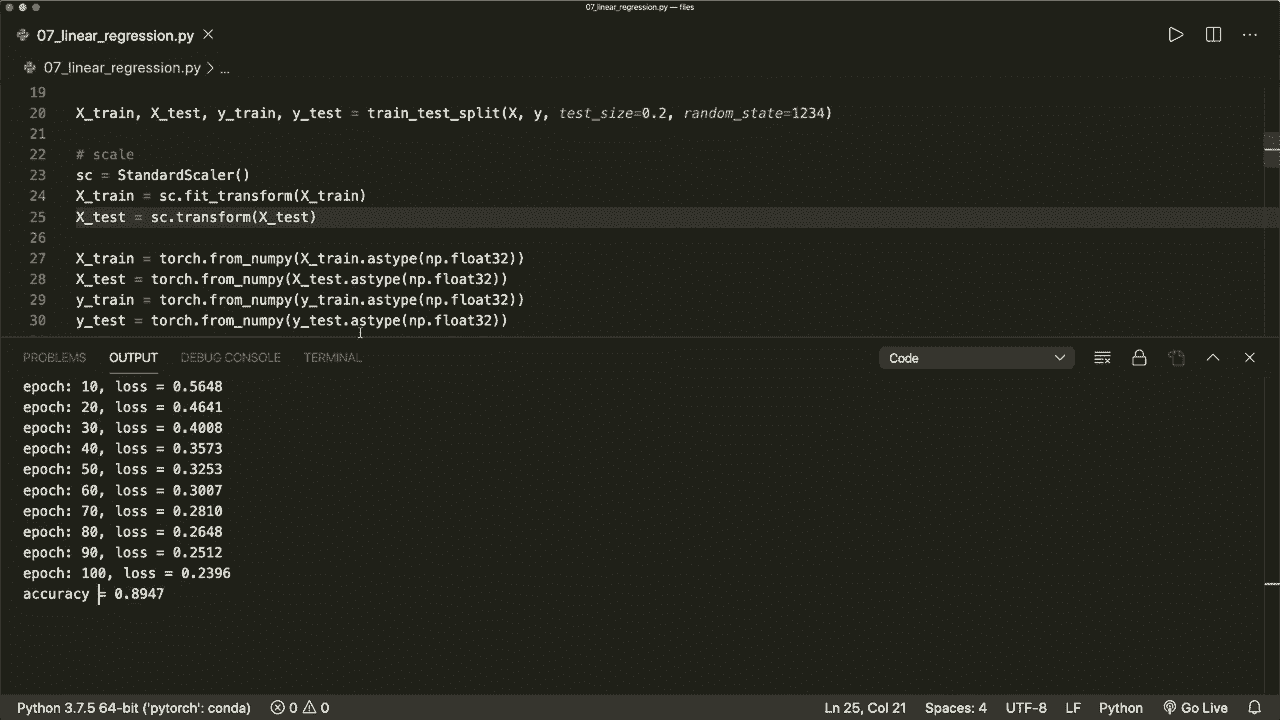 07_linear_regression.py — files
07_linear_regression.py
07_linear_regression.py > ...
19
20 X_train, X_test, y_train, y_test = train_test_split(X, y, test_size=0.2, random_state=1234)
21
22 # scale
23 sc = StandardScaler()
24 X_train = sc.fit_transform(X_train)
25 X_test = sc.transform(X_test)
26
27 X_train = torch.from_numpy(X_train.astype(np.float32))
28 X_test = torch.from_numpy(X_test.astype(np.float32))
29 y_train = torch.from_numpy(y_train.astype(np.float32))
30 y_test = torch.from_numpy(y_test.astype(np.float32))
PROBLEMS OUTPUT DEBUG CONSOLE TERMINAL Code
epoch: 10, loss = 0.5648
epoch: 20, loss = 0.4641
epoch: 30, loss = 0.4008
epoch: 40, loss = 0.3573
epoch: 50, loss = 0.3253
epoch: 60, loss = 0.3007
epoch: 70, loss = 0.2810
epoch: 80, loss = 0.2648
epoch: 90, loss = 0.2512
epoch: 100, loss = 0.2396
accuracy = 0.8947
Python 3.7.5 64-bit ('pytorch': conda) 0 0 Ln 25, Col 21 Spaces: 4 UTF-8 LF Python Go Live